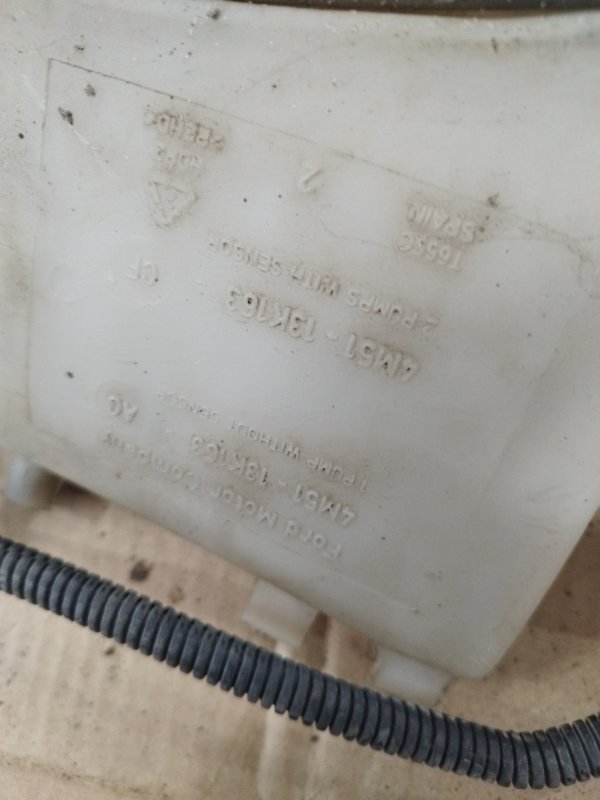 Ford Motor Company
4M51 - 13K163 - AG
1 PUMP WITHOUT SENSOR
4M51 - 13K163 - CF
2 PUMPS WITH SENSOR
T65SG
SPAIN
2